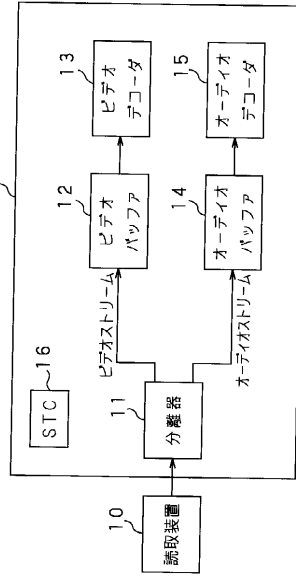 10
読取装置
11
分離器
STC
16
ビデオストリーム
オーディオストリーム
12
ビデオ
バッファ
13
ビデオ
デコーダ
14
オーディオ
バッファ
15
オーディオ
デコーダ